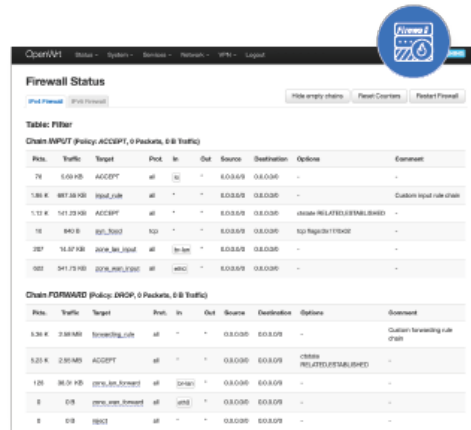 Firewall
OpenWrt Status System Services Network VPN Logout
Firewall Status
IPv4 Firewall IPv6 Firewall
Hide empty chains Reset Counters Restart Firewall
Table: Filter
Chain INPUT (Policy: ACCEPT, 0 Packets, 0 B Traffic)
Pkts. Traffic Target Prot. In Out Source Destination Options Comment
ACCEPT all lo * 0.0.0.0/0 0.0.0.0/0 - -
input_rule all * * 0.0.0.0/0 0.0.0.0/0 - Custom input rule chain
ACCEPT all * * 0.0.0.0/0 0.0.0.0/0 ctstate RELATED,ESTABLISHED -
10 640 B syn_flood tcp * * 0.0.0.0/0 0.0.0.0/0 -
zone_lan_input all br-lan * 0.0.0.0/0 0.0.0.0/0 - -
zone_wan_input all * 0.0.0.0/0 0.0.0.0/0 - -
Chain FORWARD (Policy: DROP, 0 Packets, 0 B Traffic)
Pkts. Traffic Target Prot. In Out Source Destination Options Comment
forwarding_rule all * * 0.0.0.0/0 0.0.0.0/0 - Custom forwarding rule chain
ACCEPT all * * 0.0.0.0/0 0.0.0.0/0 ctstate RELATED,ESTABLISHED -
zone_lan_forward all br-lan * 0.0.0.0/0 0.0.0.0/0 - -
0 0 B zone_wan_forward all * 0.0.0.0/0 0.0.0.0/0 - -
0 0 B reject all * * 0.0.0.0/0 0.0.0.0/0 - -